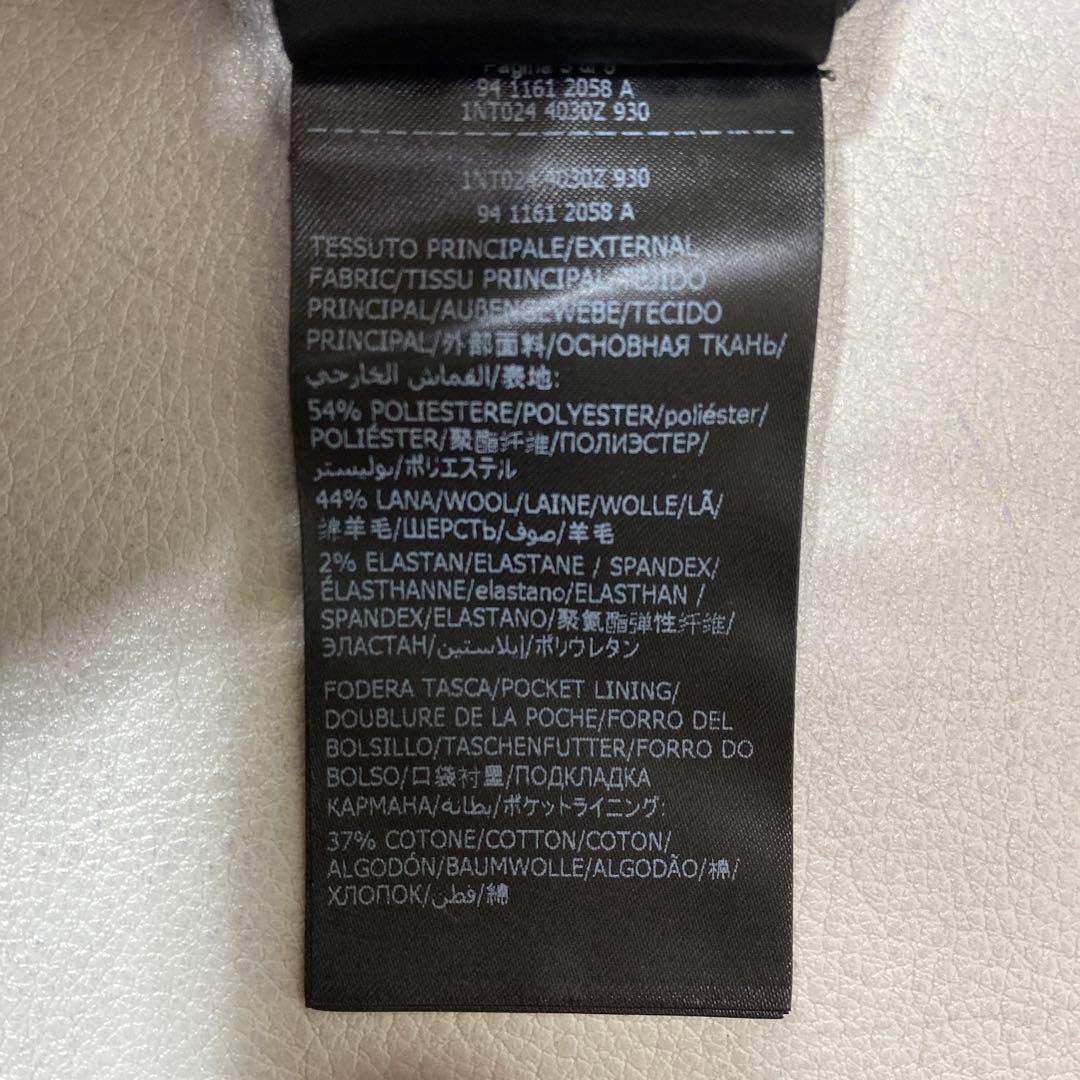 Pagina 5 di 8
94 1161 2058 A
1NT024 4030Z 930
1NT024 4030Z 930
94 1161 2058 A
TESSUTO PRINCIPALE/EXTERNAL
FABRIC/TISSU PRINCIPAL/TEJIDO
PRINCIPAL/AUßENGEWEBE/TECIDO
PRINCIPAL/外部面料/ОСНОВНАЯ ТКАНЬ/
القماش الخارجي/表地:
54% POLIESTERE/POLYESTER/poliéster/
POLIÉSTER/聚酯纤维/ПОЛИЭСТЕР/
بوليستر/ポリエステル
44% LANA/WOOL/LAINE/WOLLE/LÃ/
绵羊毛/ШЕРСТЬ/صوف/羊毛
2% ELASTAN/ELASTANE / SPANDEX/
ÉLASTHANNE/elastano/ELASTHAN /
SPANDEX/ELASTANO/聚氨酯弹性纤维/
ЭЛАСТАН/إيلاستين/ポリウレタン
FODERA TASCA/POCKET LINING/
DOUBLURE DE LA POCHE/FORRO DEL
BOLSILLO/TASCHENFUTTER/FORRO DO
BOLSO/口袋衬里/ПОДКЛАДКА
КАРМАНА/بطانة/ポケットライニング:
37% COTONE/COTTON/COTON/
ALGODÓN/BAUMWOLLE/ALGODÃO/棉/
ХЛОПОК/قطن/綿